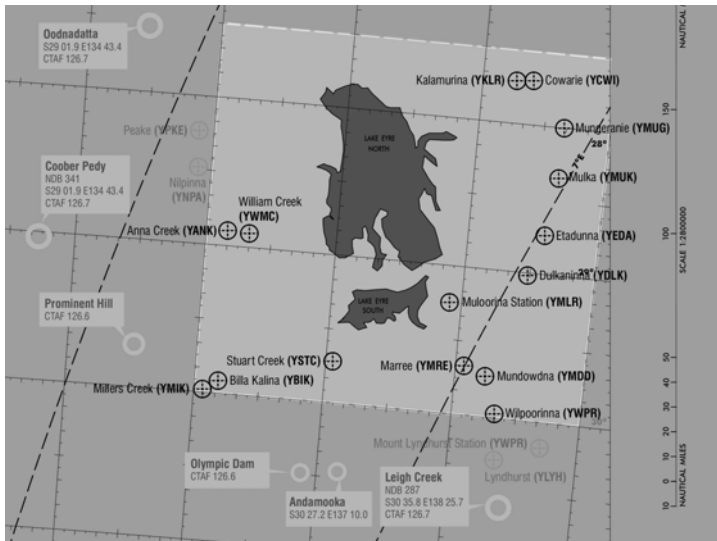 Oodnadatta
S29 01.9 E134 43.4
CTAF 126.7
NAUTICAL
Kalamurina (YKLR)
Cowarie (YCWI)
150
Peake (YPKE)
LAKE EYRE
NORTH
Mungeranie (YMUG)
28°
7°E
Coober Pedy
NDB 341
S29 01.9 E134 43.4
CTAF 126.7
Nilpinna
(YNPA)
Mulka (YMUK)
William Creek
(YWMC)
Anna Creek (YANK)
Etadunna (YEDA)
100
SCALE 1:2800000
Dulkaninna (YDLK)
29°
Prominent Hill
CTAF 126.6
LAKE EYRE
SOUTH
Muloorina Station (YMLR)
Stuart Creek (YSTC)
Marree (YMRE)
50
Millers Creek (YMIK)
Billa Kalina (YBIK)
Mundowdna (YMDD)
40
30
Wilpoorinna (YWPR)
30°
20
Mount Lyndhurst Station (YWPR)
10
Olympic Dam
CTAF 126.6
Leigh Creek
NDB 287
S30 35.8 E138 25.7
CTAF 126.7
Lyndhurst (YLYH)
0
Andamooka
S30 27.2 E137 10.0
10
NAUTICAL MILES